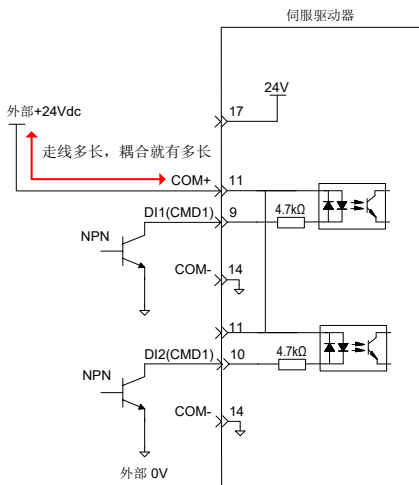 伺服驱动器
24V
17
外部+24Vdc
走线多长，耦合就有多长
COM+
11
DI1(CMD1)
9
4.7kΩ
NPN
COM-
14
11
DI2(CMD1)
10
4.7kΩ
NPN
COM-
14
外部 0V